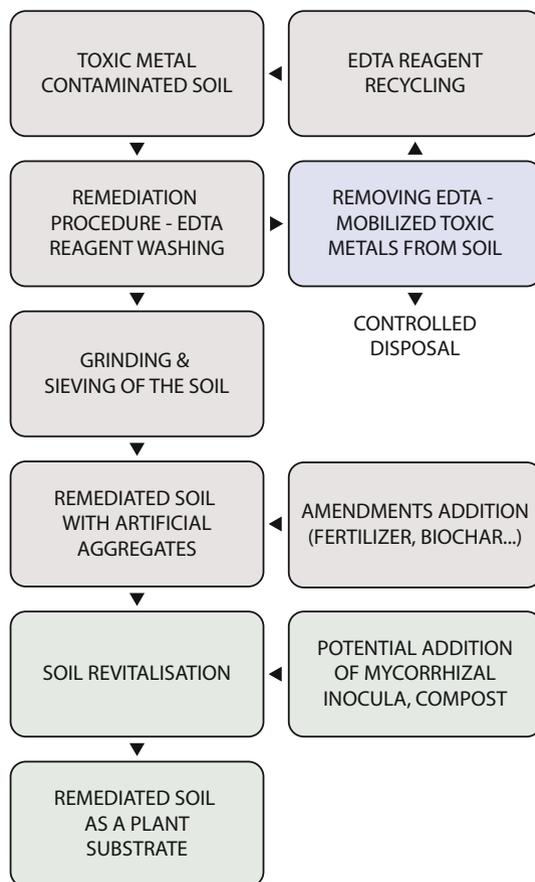 TOXIC METAL
CONTAMINATED SOIL
EDTA REAGENT
RECYCLING
REMEDIATION
PROCEDURE - EDTA
REAGENT WASHING
REMOVING EDTA -
MOBILIZED TOXIC
METALS FROM SOIL
CONTROLLED
DISPOSAL
GRINDING &
SIEVING OF THE SOIL
REMEDIATED SOIL
WITH ARTIFICIAL
AGGREGATES
AMENDMENTS ADDITION
(FERTILIZER, BIOCHAR...)
SOIL REVITALISATION
POTENTIAL ADDITION
OF MYCORRHIZAL
INOCULA, COMPOST
REMEDIATED SOIL
AS A PLANT
SUBSTRATE